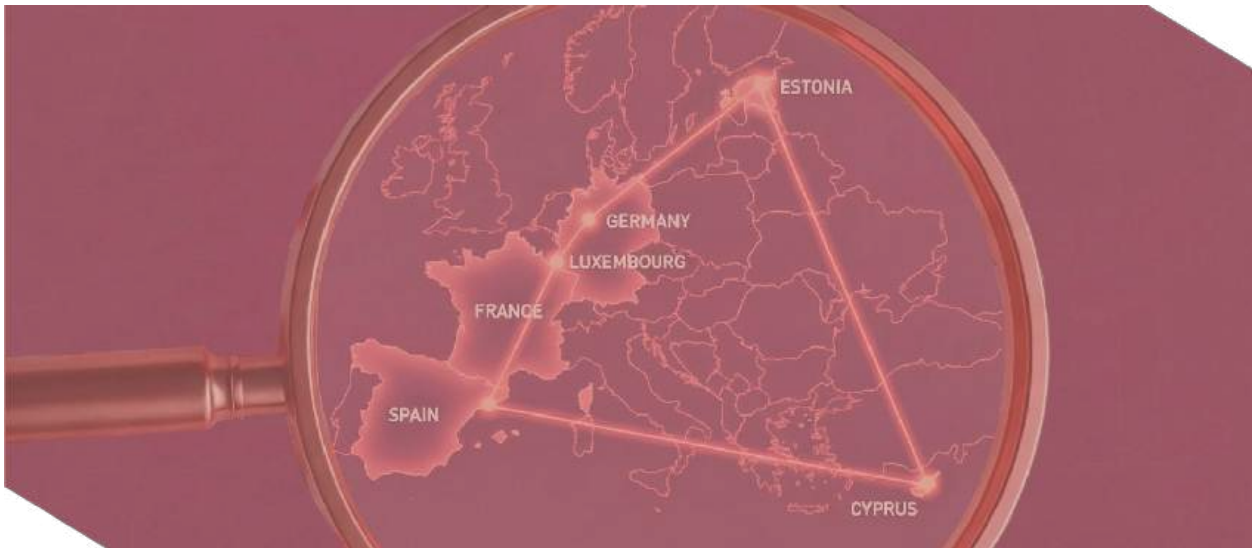 ESTONIA
GERMANY
LUXEMBOURG
FRANCE
SPAIN
CYPRUS